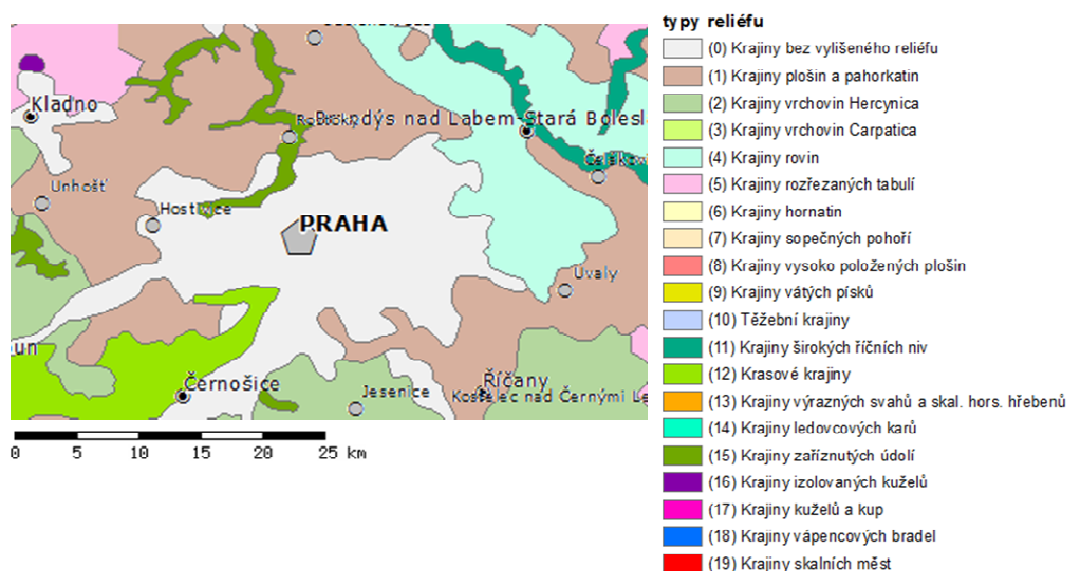 Kladno
Brandýs nad Labem-Stará Bolesl
Unhošť
Hostivice
PRAHA
Úvaly
un
Černošice
Jesenice
Říčany
Kostelec nad Černými Le
0 5 10 15 20 25 km
typy reliéfu
(0) Krajiny bez vylišeného reliéfu
(1) Krajiny plošin a pahorkatin
(2) Krajiny vrchovin Hercynica
(3) Krajiny vrchovin Carpatica
(4) Krajiny rovin
(5) Krajiny rozřezaných tabulí
(6) Krajiny hornatin
(7) Krajiny sopečných pohoří
(8) Krajiny vysoko položených plošin
(9) Krajiny vátých písků
(10) Těžební krajiny
(11) Krajiny širokých říčních niv
(12) Krasové krajiny
(13) Krajiny výrazných svahů a skal. hors. hřebenů
(14) Krajiny ledovcových karů
(15) Krajiny zaříznutých údolí
(16) Krajiny izolovaných kuželů
(17) Krajiny kuželů a kup
(18) Krajiny vápencových bradel
(19) Krajiny skalních měst